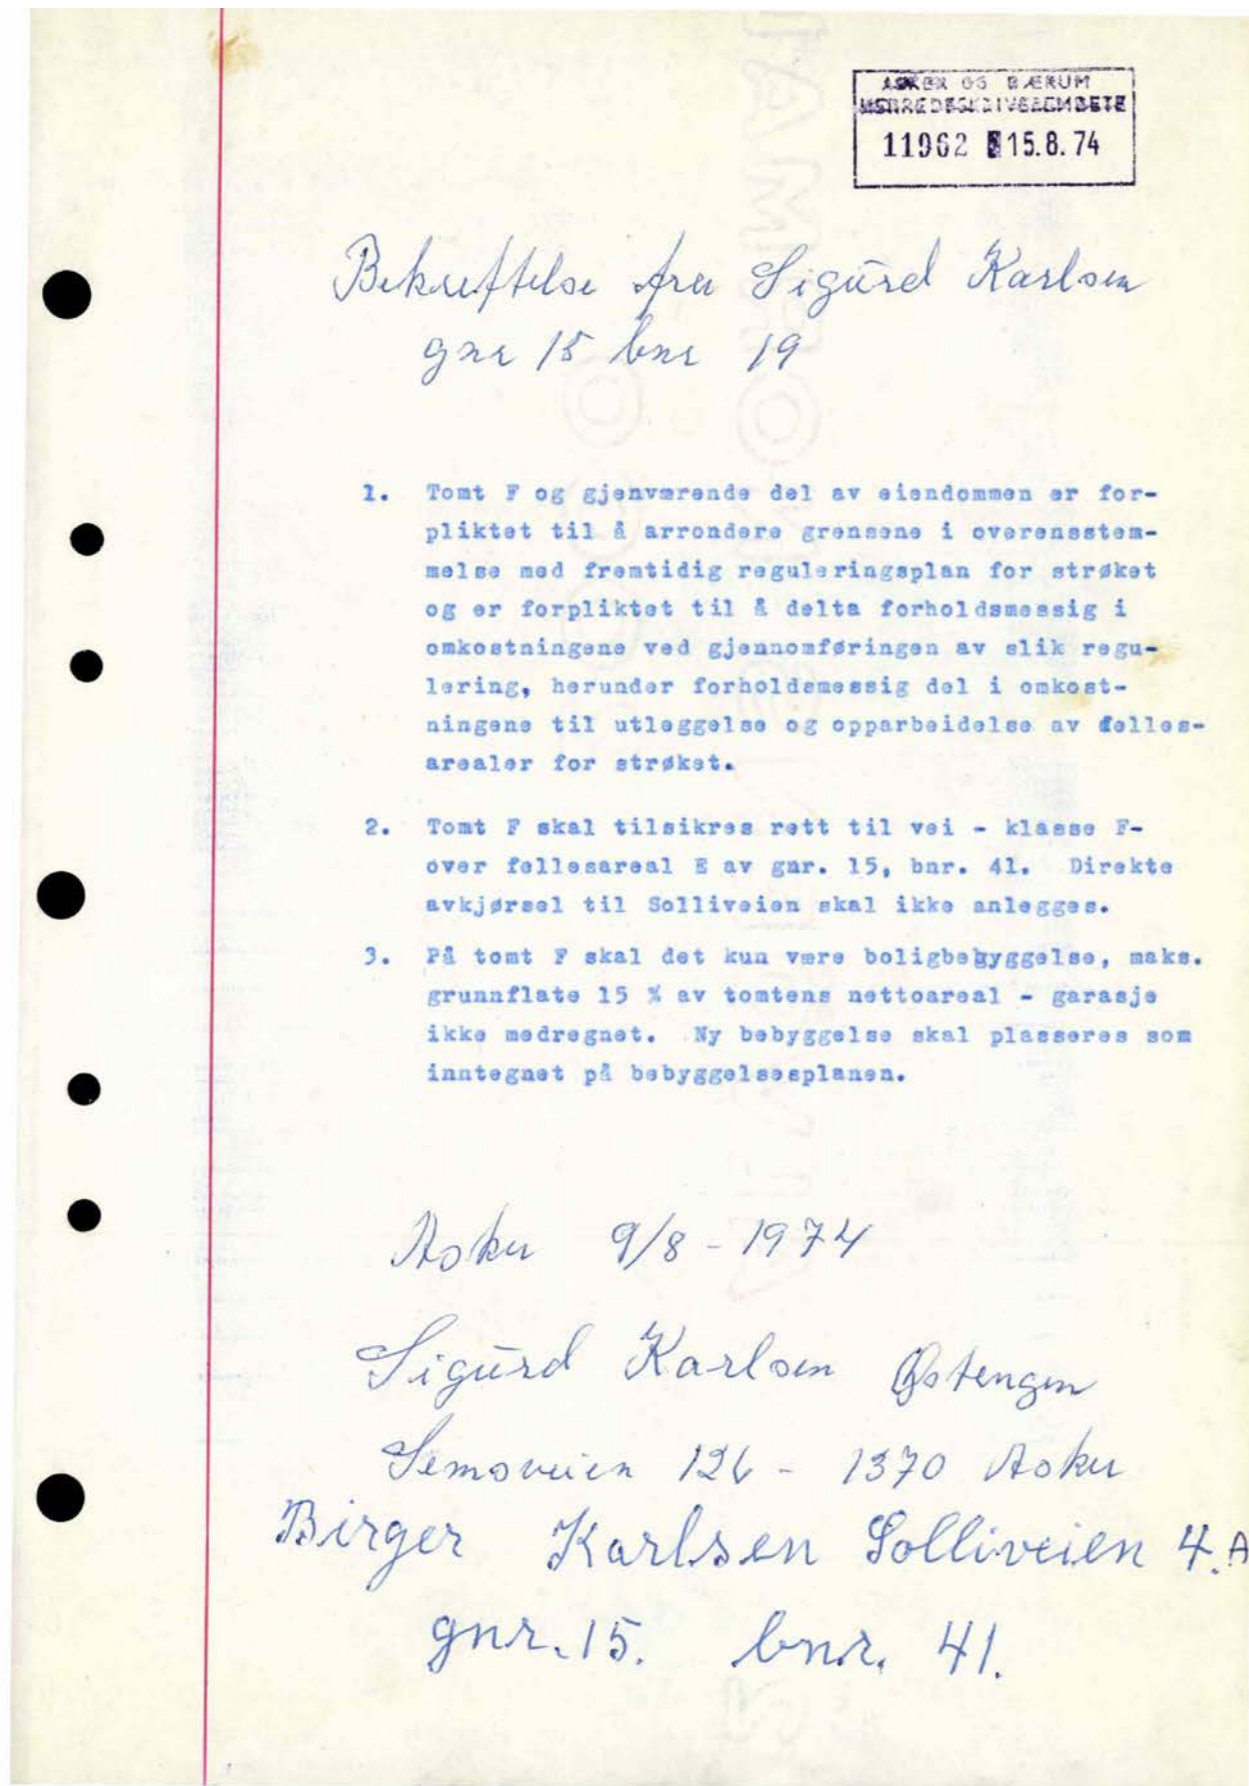 ASKER OG BÆRUM
HERREDSSKRIVEREMBETE
11962 15.8.74
Bekreftelse fra Sigurd Karlsen
gnr 15 bnr 19
1. Tomt F og gjenværende del av eiendommen er for-
pliktet til å arrondere grensene i overensstem-
melse med fremtidig reguleringsplan for strøket
og er forpliktet til å delta forholdsmessig i
omkostningene ved gjennomføringen av slik regu-
lering, herunder forholdsmessig del i omkost-
ningene til utleggelse og opparbeidelse av felles-
arealer for strøket.
2. Tomt F skal tilsikres rett til vei - klasse F-
over fellesareal E av gnr. 15, bnr. 41. Direkte
avkjørsel til Solliveien skal ikke anlegges.
3. På tomt F skal det kun være boligbebyggelse, maks.
grunnflate 15 % av tomtens nettoareal - garasje
ikke medregnet. Ny bebyggelse skal plasseres som
inntegnet på bebyggelsesplanen.
Asker 9/8 - 1974
Sigurd Karlsen Østengen
Semsveien 126 - 1370 Asker
Birger Karlsen Solliveien 4.A
gnr. 15. bnr. 41.